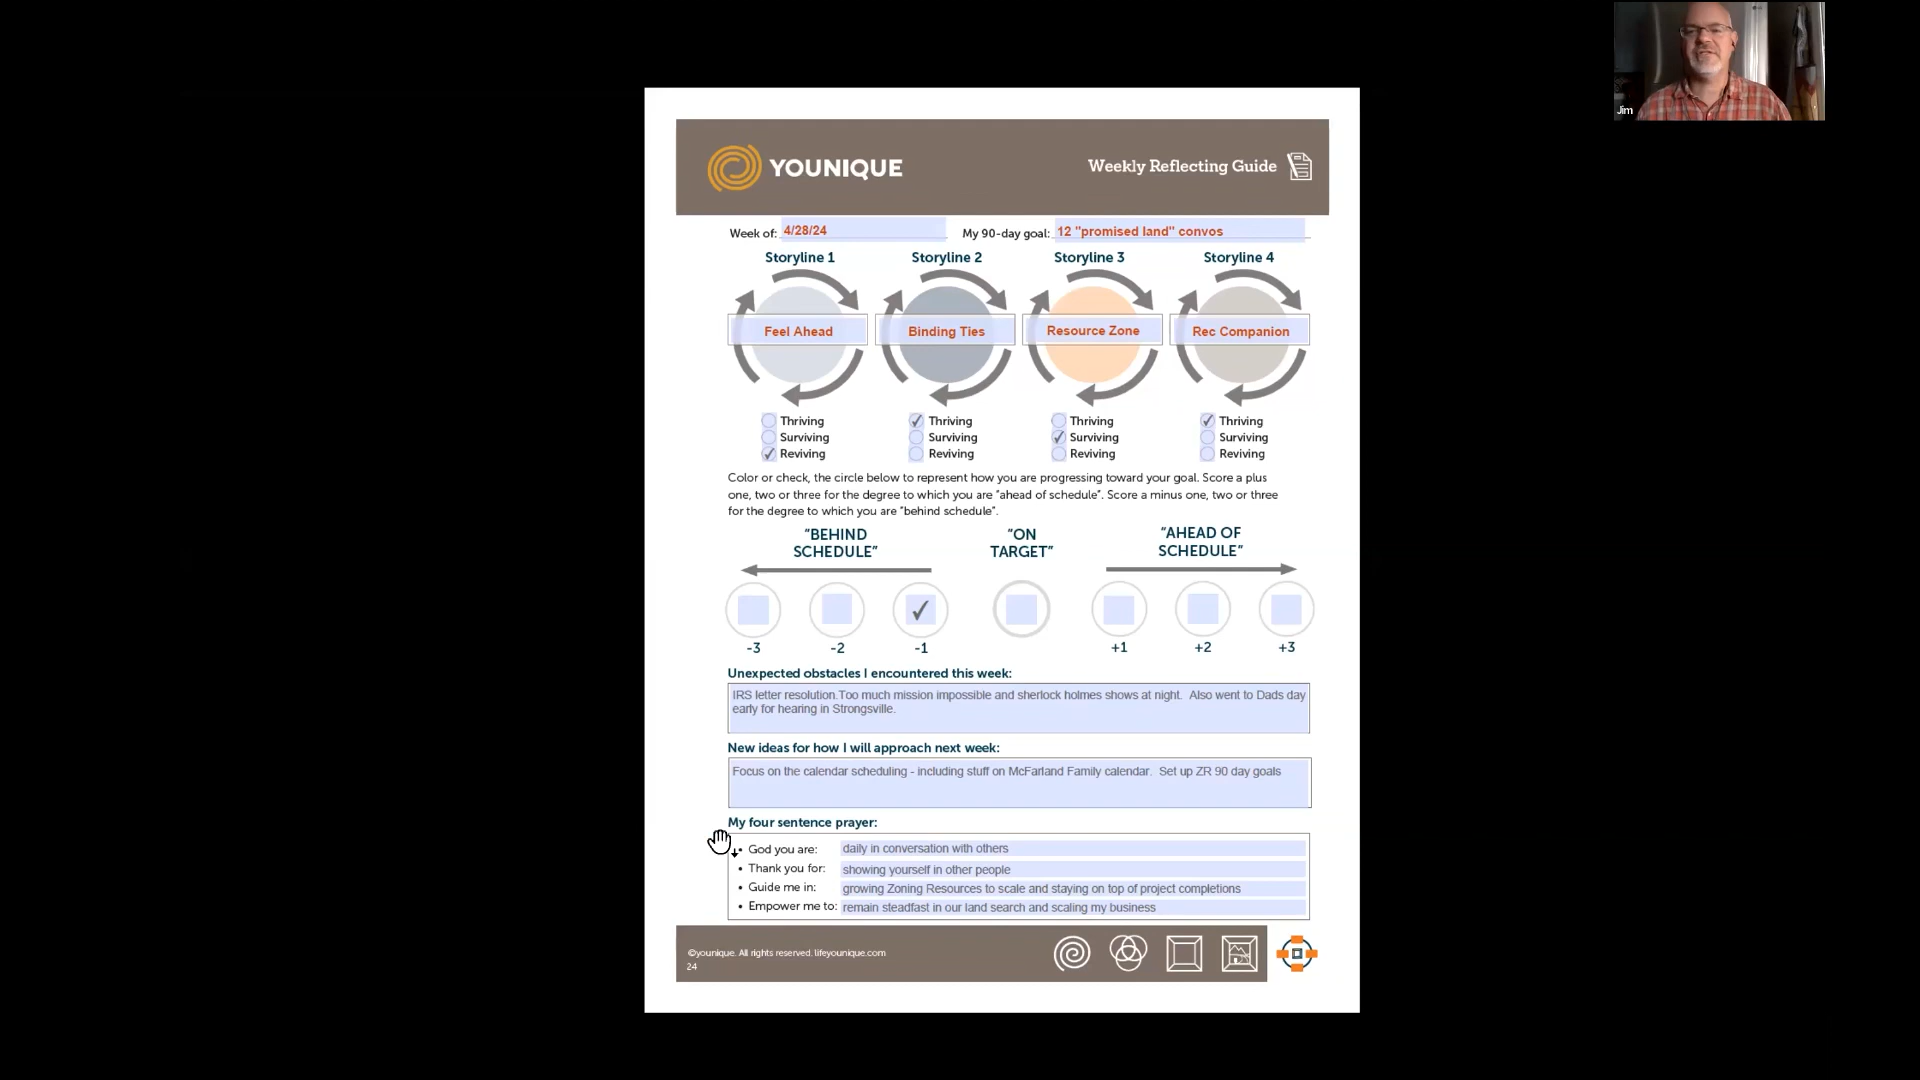 Jim
YOUNIQUE
Weekly Reflecting Guide
Week of: 4/28/24 My 90-day goal: 12 "promised land" convos
Storyline 1 Storyline 2 Storyline 3 Storyline 4
Feel Ahead Binding Ties Resource Zone Rec Companion
Thriving Thriving Thriving Thriving
Surviving Surviving Surviving Surviving
Reviving Reviving Reviving Reviving
Color or check, the circle below to represent how you are progressing toward your goal. Score a plus
one, two or three for the degree to which you are "ahead of schedule". Score a minus one, two or three
for the degree to which you are "behind schedule".
"BEHIND "ON "AHEAD OF
SCHEDULE" TARGET" SCHEDULE"
-3 -2 -1 +1 +2 +3
Unexpected obstacles I encountered this week:
IRS letter resolution.Too much mission impossible and sherlock holmes shows at night. Also went to Dads day
early for hearing in Strongsville.
New ideas for how I will approach next week:
Focus on the calendar scheduling - including stuff on McFarland Family calendar. Set up ZR 90 day goals
My four sentence prayer:
• God you are: daily in conversation with others
• Thank you for: showing yourself in other people
• Guide me in: growing Zoning Resources to scale and staying on top of project completions
• Empower me to: remain steadfast in our land search and scaling my business
©younique. All rights reserved. lifeyounique.com
24